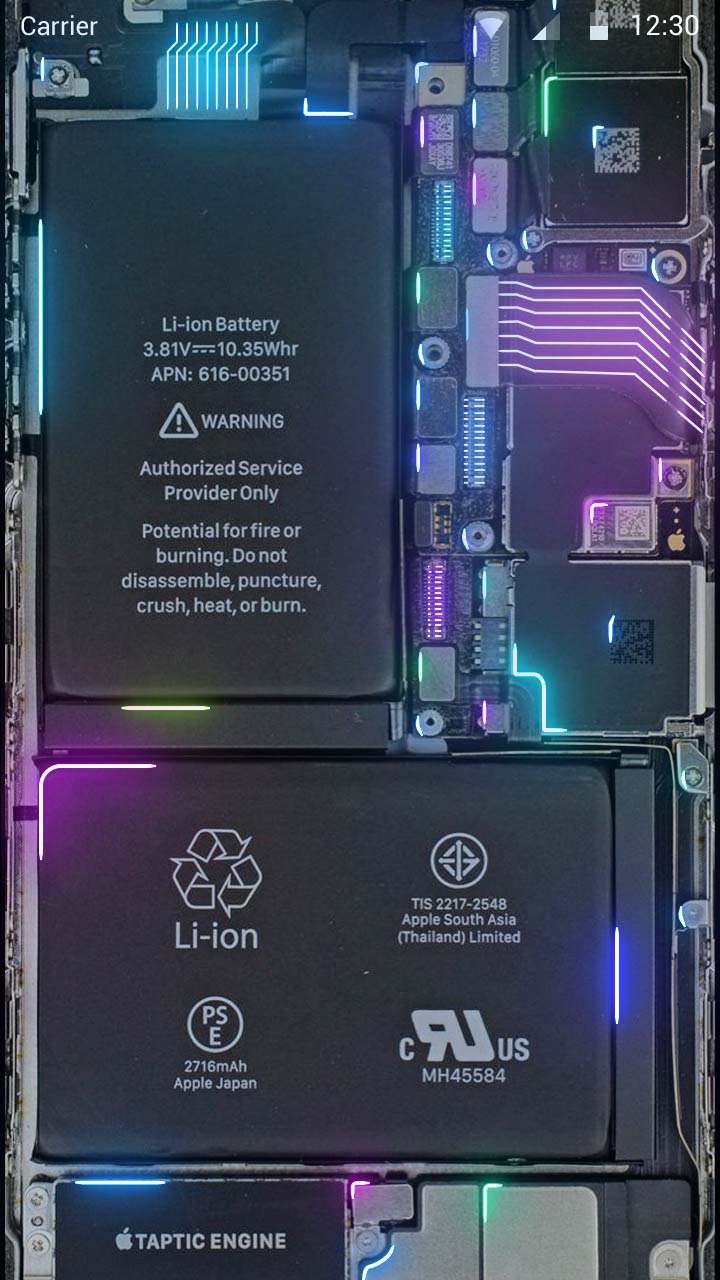 Carrier
12:30
Li-ion Battery
3.81V⎓10.35Whr
APN: 616-00351
WARNING
Authorized Service
Provider Only
Potential for fire or
burning. Do not
disassemble, puncture,
crush, heat, or burn.
Li-ion
TIS 2217-2548
Apple South Asia
(Thailand) Limited
PS
E
2716mAh
Apple Japan
c RU US
MH45584
TAPTIC ENGINE